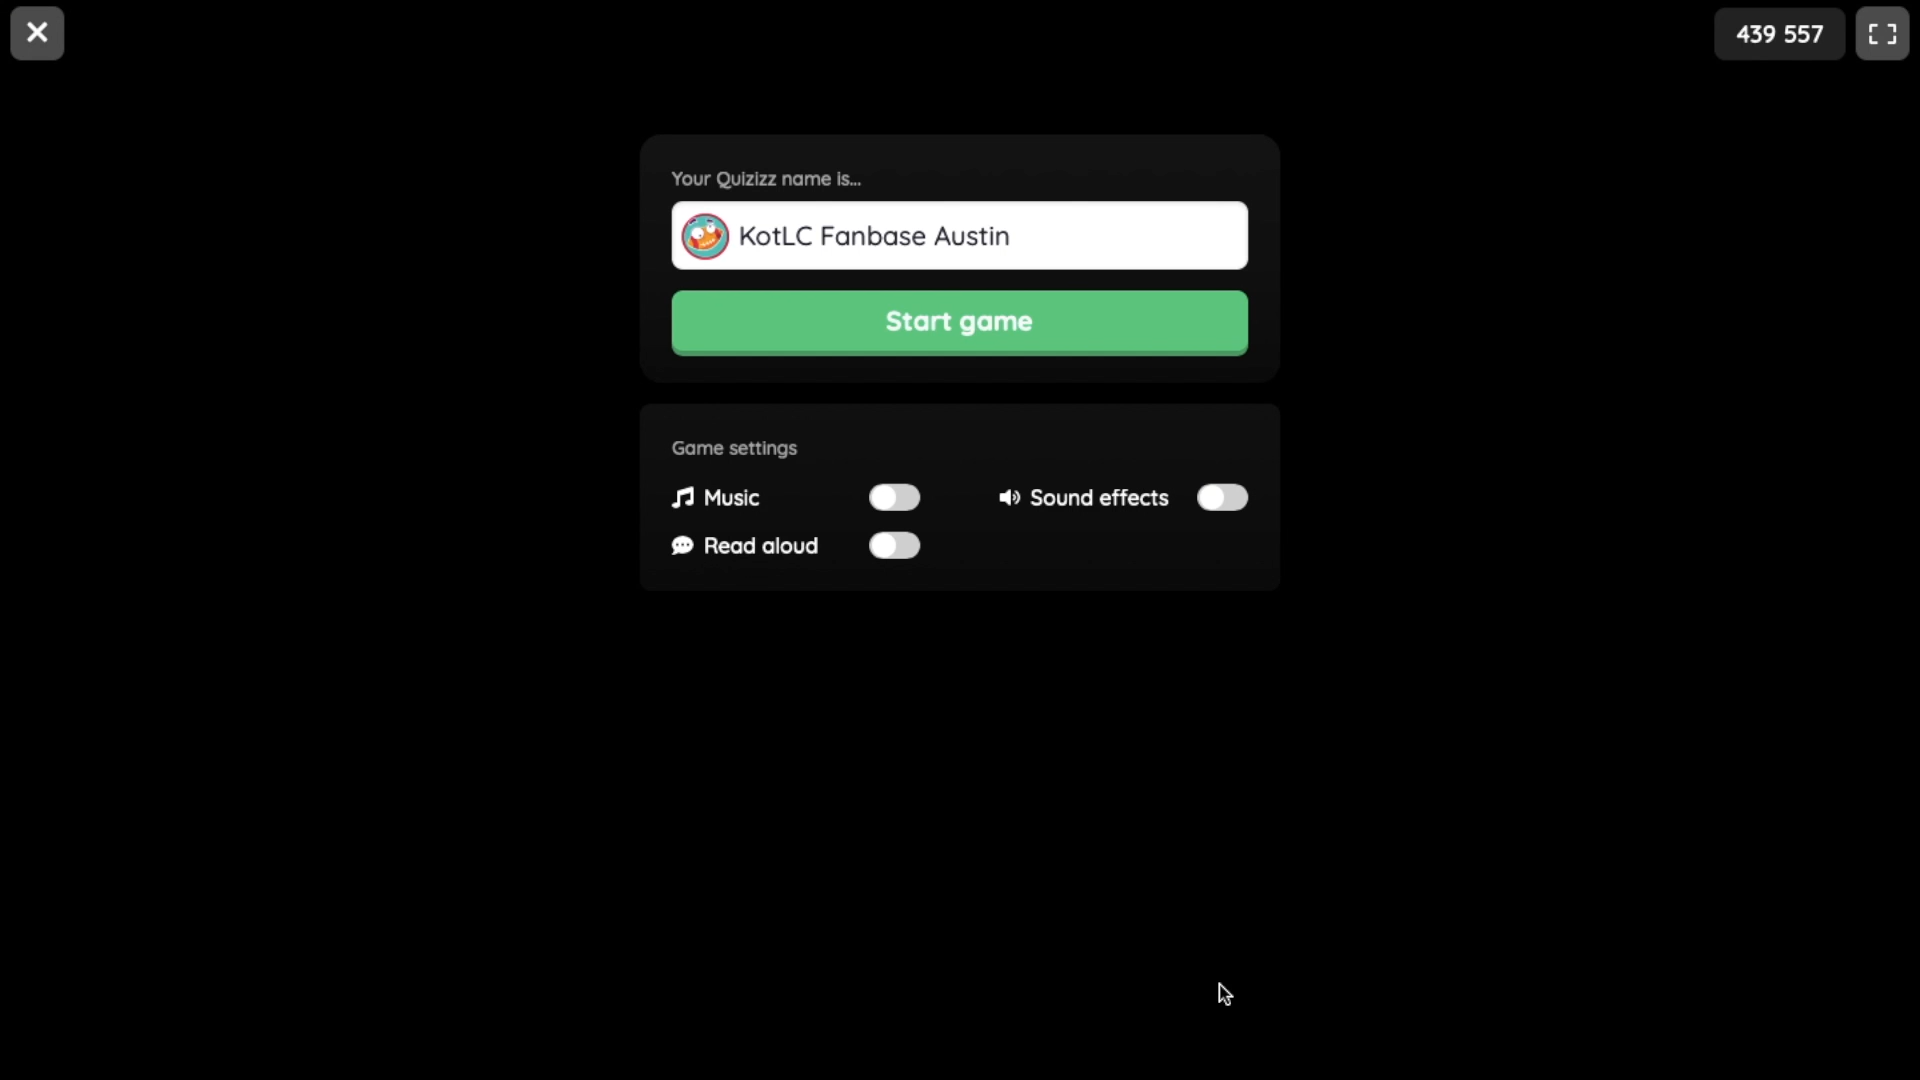 439 557
Your Quizizz name is...
KotLC Fanbase Austin
Start game
Game settings
Music
Sound effects
Read aloud